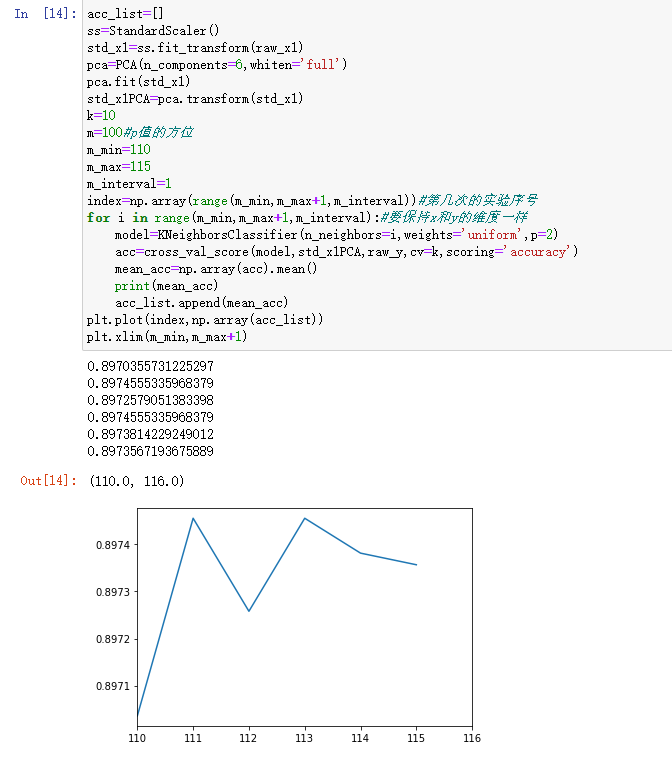 In [14]:
acc_list=[]
ss=StandardScaler()
std_x1=ss.fit_transform(raw_x1)
pca=PCA(n_components=6,whiten='full')
pca.fit(std_x1)
std_x1PCA=pca.transform(std_x1)
k=10
m=100#p值的方位
m_min=110
m_max=115
m_interval=1
index=np.array(range(m_min,m_max+1,m_interval))#第几次的实验序号
for i in range(m_min,m_max+1,m_interval):#要保持x和y的维度一样
    model=KNeighborsClassifier(n_neighbors=i,weights='uniform',p=2)
    acc=cross_val_score(model,std_x1PCA,raw_y,cv=k,scoring='accuracy')
    mean_acc=np.array(acc).mean()
    print(mean_acc)
    acc_list.append(mean_acc)
plt.plot(index,np.array(acc_list))
plt.xlim(m_min,m_max+1)
0.8970355731225297
0.8974555335968379
0.8972579051383398
0.8974555335968379
0.8973814229249012
0.8973567193675889
Out[14]: (110.0, 116.0)
0.8974
0.8973
0.8972
0.8971
110 111 112 113 114 115 116